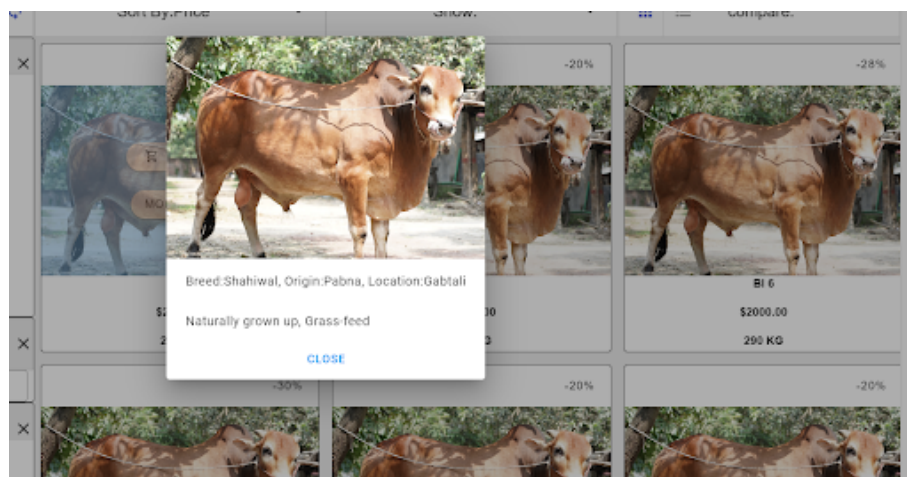 Sort By:Price
Show:
compare:
-20%
-28%
MO
Breed:Shahiwal, Origin:Pabna, Location:Gabtali
Naturally grown up, Grass-feed
CLOSE
BI 6
$2000.00
290 KG
-30%
-20%
-20%